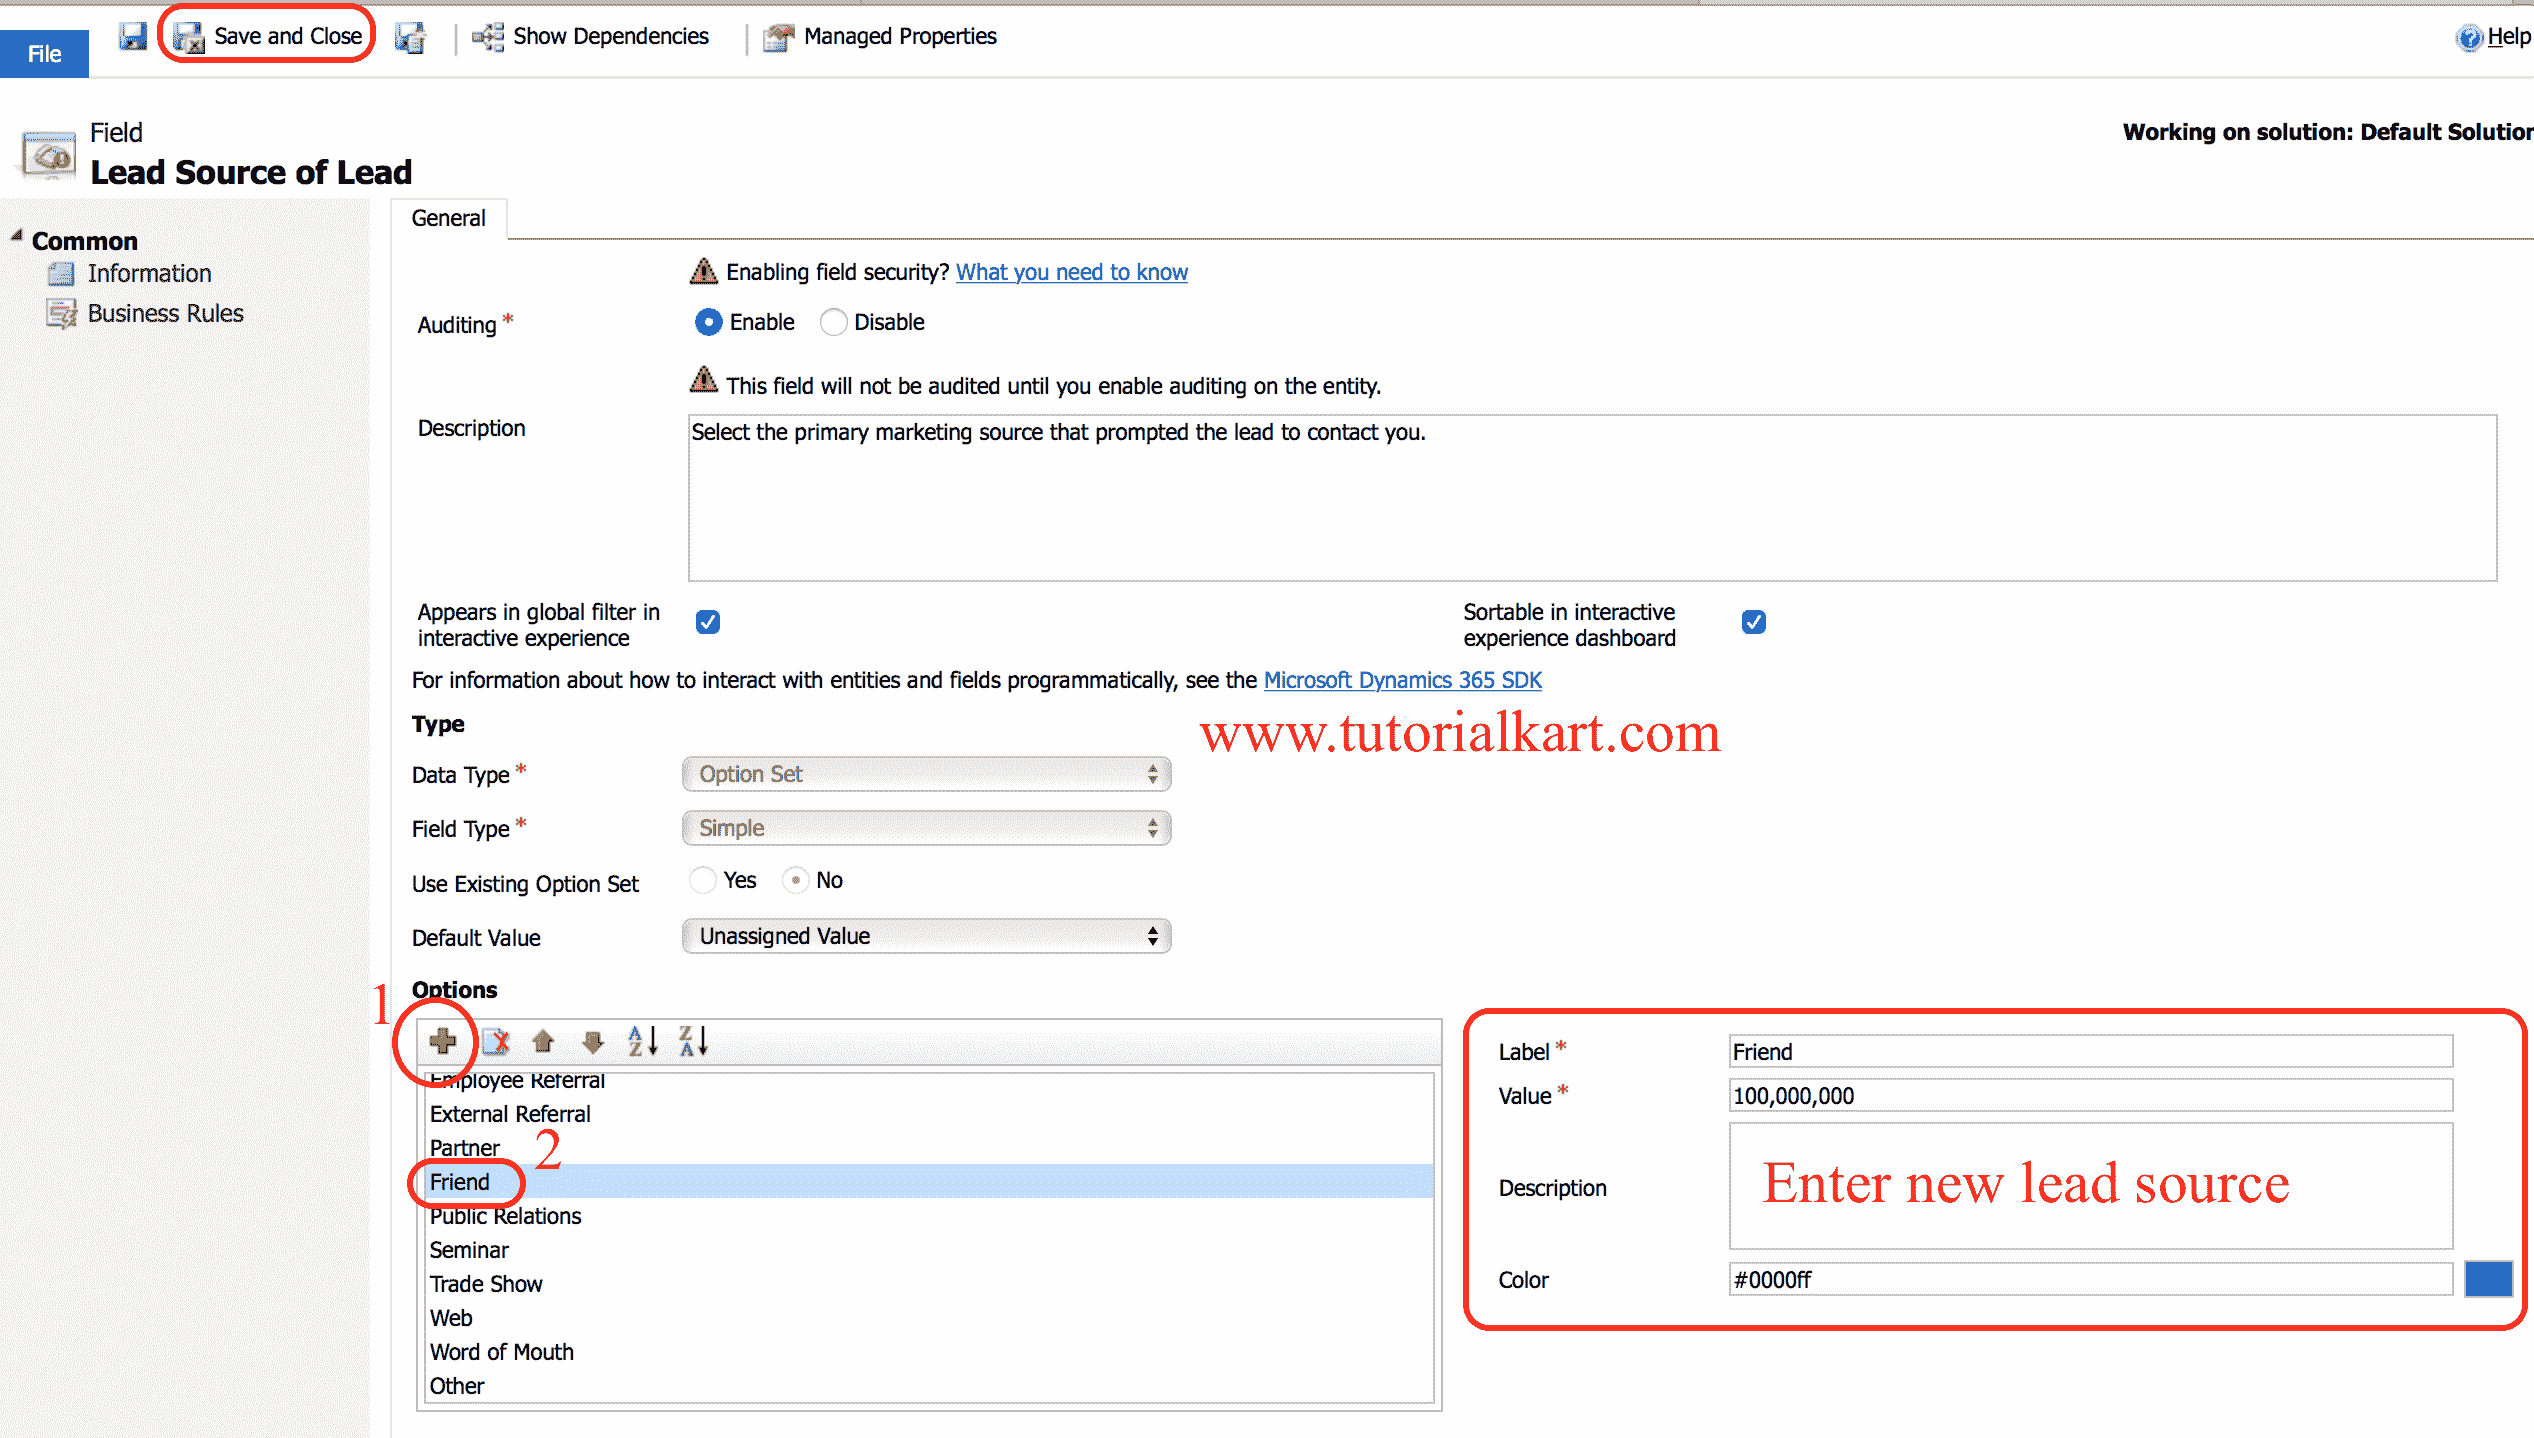 File
Save and Close
Show Dependencies
Managed Properties
Help
Field
Lead Source of Lead
Working on solution: Default Solution
Common
Information
Business Rules
General
Enabling field security? What you need to know
Auditing *
Enable
Disable
This field will not be audited until you enable auditing on the entity.
Description
Select the primary marketing source that prompted the lead to contact you.
Appears in global filter in
interactive experience
Sortable in interactive
experience dashboard
For information about how to interact with entities and fields programmatically, see the Microsoft Dynamics 365 SDK
Type
www.tutorialkart.com
Data Type *
Option Set
Field Type *
Simple
Use Existing Option Set
Yes
No
Default Value
Unassigned Value
1
Options
A
Z
Z
A
Employee Referral
External Referral
Partner
2
Friend
Public Relations
Seminar
Trade Show
Web
Word of Mouth
Other
Label *
Friend
Value *
100,000,000
Description
Enter new lead source
Color
#0000ff